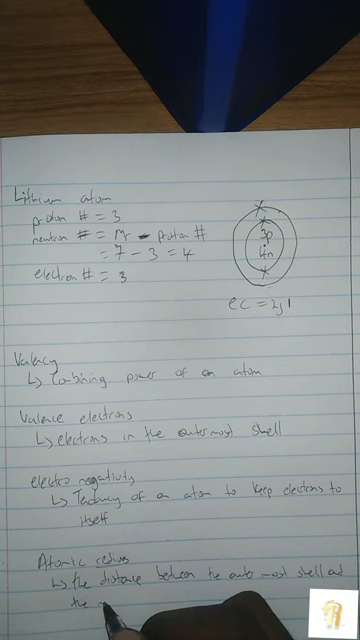 Lithium atom
proton # = 3
neutron # = Mr - proton #
= 7 - 3 = 4
electron # = 3
3p
4n
ec = 2,1
Valency
↳ Combining power of an atom
Valence electrons
↳ electrons in the outermost shell
electro negativity
↳ Tendency of an atom to keep electrons to
itself
Atomic radius
↳ the distance between the outer most shell and
the